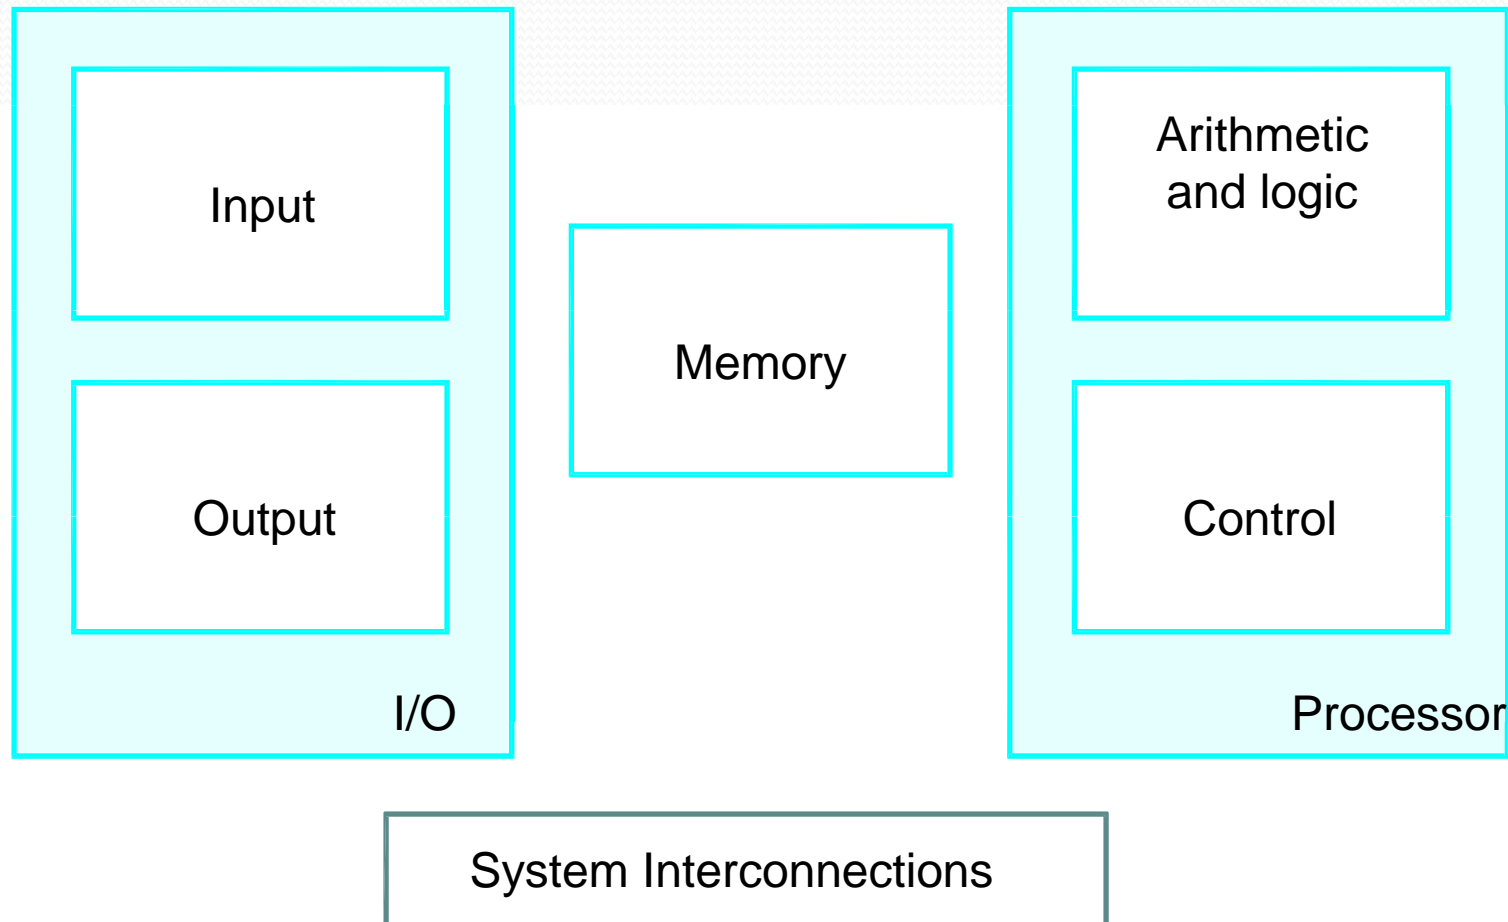 Input
Output
I/O
Memory
Arithmetic
and logic
Control
Processor
System Interconnections